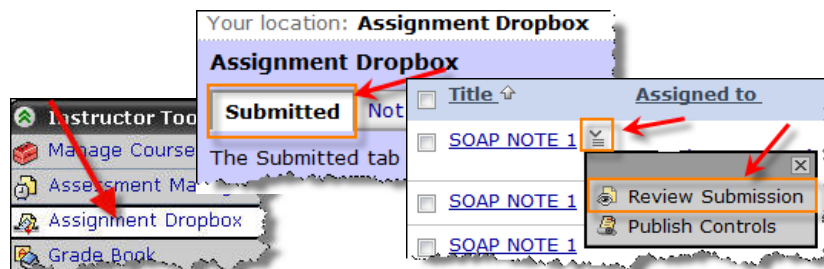 Your location: Assignment Dropbox
Assignment Dropbox
Submitted Not
The Submitted tab
Instructor Too
Manage Course
Assessment Ma
Assignment Dropbox
Grade Book
Title Assigned to
SOAP NOTE 1
Review Submission
Publish Controls
SOAP NOTE 1
SOAP NOTE 1